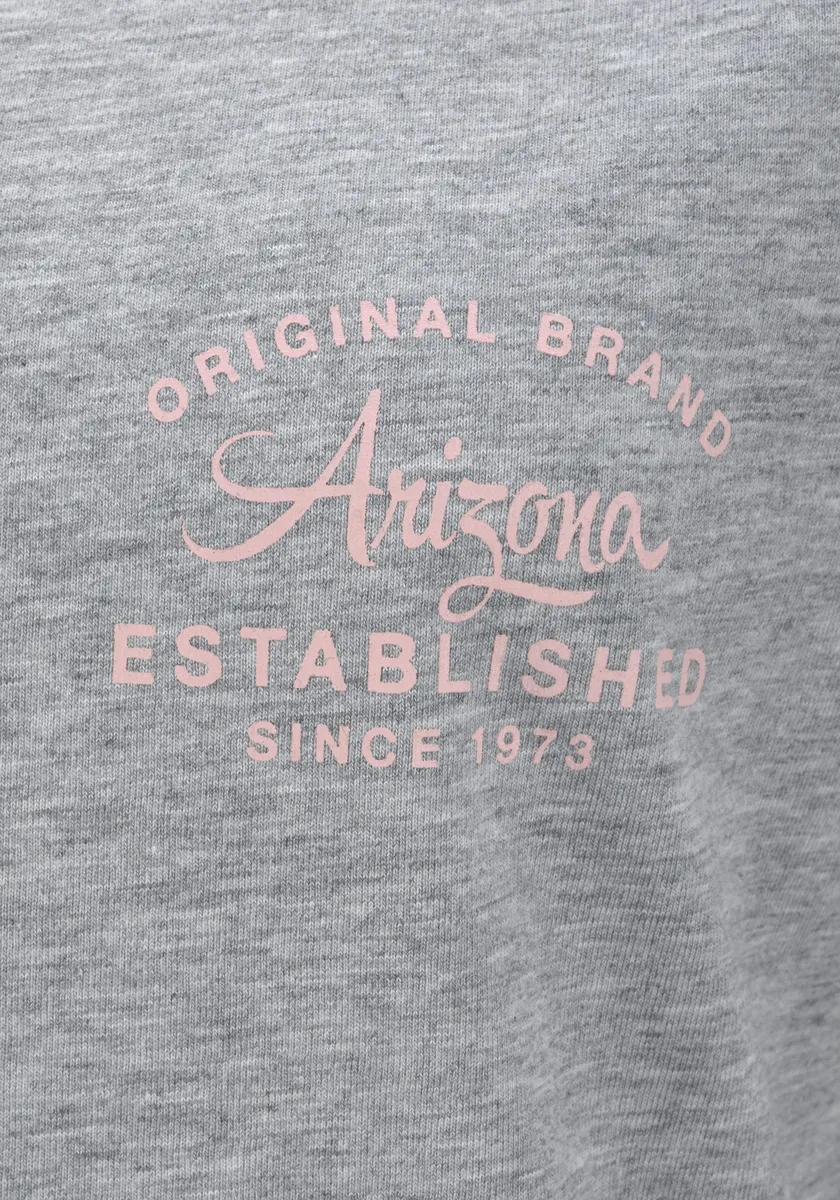 ORIGINAL BRAND
Arizona
ESTABLISHED
SINCE 1973